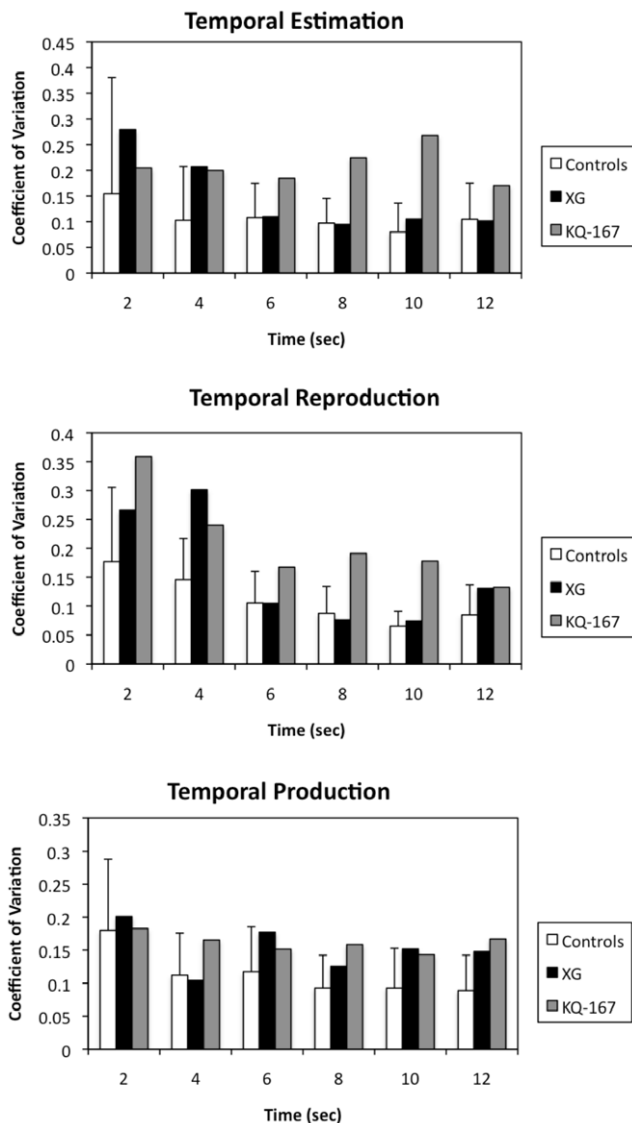 Temporal Estimation
Coefficient of Variation
0.45
0.4
0.35
0.3
0.25
0.2
0.15
0.1
0.05
0
2 4 6 8 10 12
Time (sec)
Controls
XG
KQ-167
Temporal Reproduction
Coefficient of Variation
0.4
0.35
0.3
0.25
0.2
0.15
0.1
0.05
0
2 4 6 8 10 12
Time (sec)
Controls
XG
KQ-167
Temporal Production
Coefficient of Variation
0.35
0.3
0.25
0.2
0.15
0.1
0.05
0
2 4 6 8 10 12
Time (sec)
Controls
XG
KQ-167